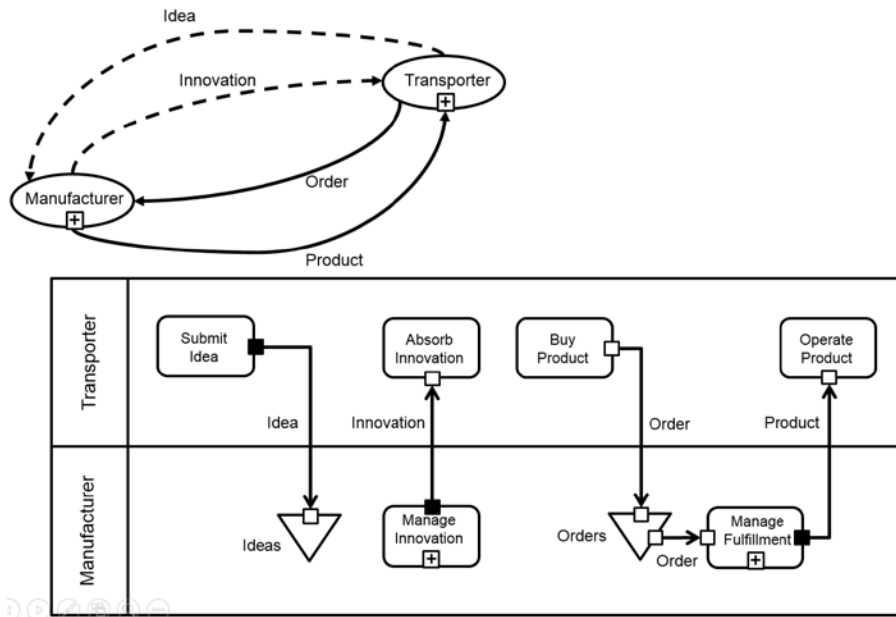 Idea
Innovation
Transporter
Manufacturer
Order
Product
Transporter
Submit
Idea
Absorb
Innovation
Buy
Product
Operate
Product
Idea
Innovation
Order
Product
Manufacturer
Ideas
Manage
Innovation
Orders
Order
Manage
Fulfillment